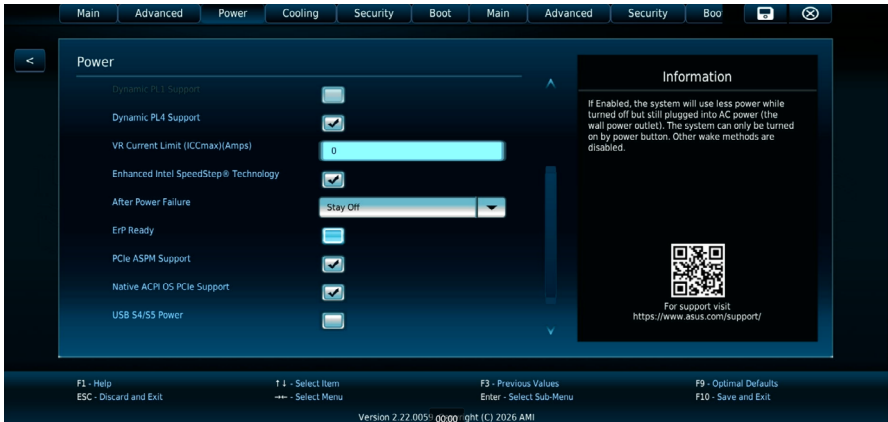 Main Advanced Power Cooling Security Boot Main Advanced Security Boo
<
Power
Dynamic PL1 Support
Dynamic PL4 Support
VR Current Limit (ICCmax)(Amps) 0
Enhanced Intel SpeedStep® Technology
After Power Failure Stay Off
ErP Ready
PCIe ASPM Support
Native ACPI OS PCIe Support
USB S4/S5 Power
Information
If Enabled, the system will use less power while
turned off but still plugged into AC power (the
wall power outlet). The system can only be turned
on by power button. Other wake methods are
disabled.
For support visit
https://www.asus.com/support/
F1 - Help ↑↓ - Select Item F3 - Previous Values F9 - Optimal Defaults
ESC - Discard and Exit →← - Select Menu Enter - Select Sub-Menu F10 - Save and Exit
Version 2.22.0059 00:00 right (C) 2026 AMI